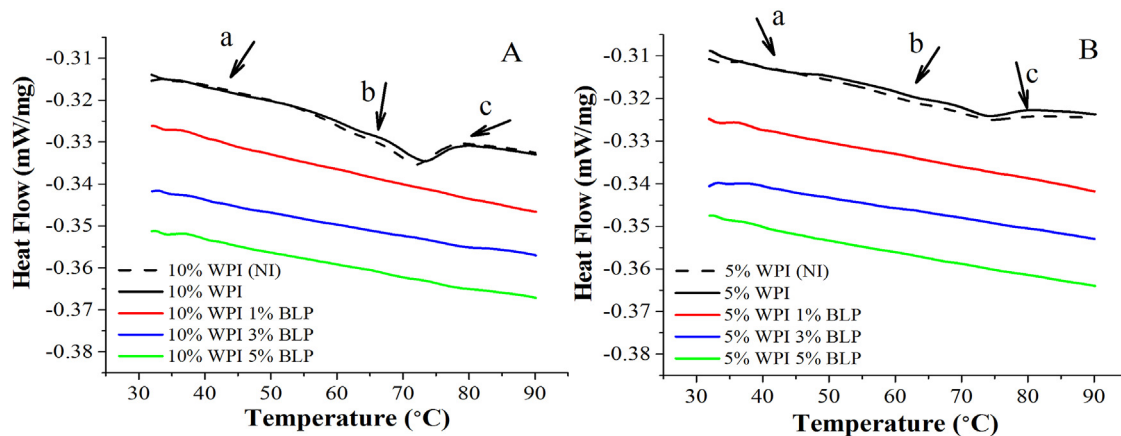 A
a
b
c
Heat Flow (mW/mg)
-0.31
-0.32
-0.33
-0.34
-0.35
-0.36
-0.37
-0.38
10% WPI (NI)
10% WPI
10% WPI 1% BLP
10% WPI 3% BLP
10% WPI 5% BLP
30 40 50 60 70 80 90
Temperature (°C)
B
a
b
c
Heat Flow (mW/mg)
-0.31
-0.32
-0.33
-0.34
-0.35
-0.36
-0.37
-0.38
5% WPI (NI)
5% WPI
5% WPI 1% BLP
5% WPI 3% BLP
5% WPI 5% BLP
30 40 50 60 70 80 90
Temperature (°C)